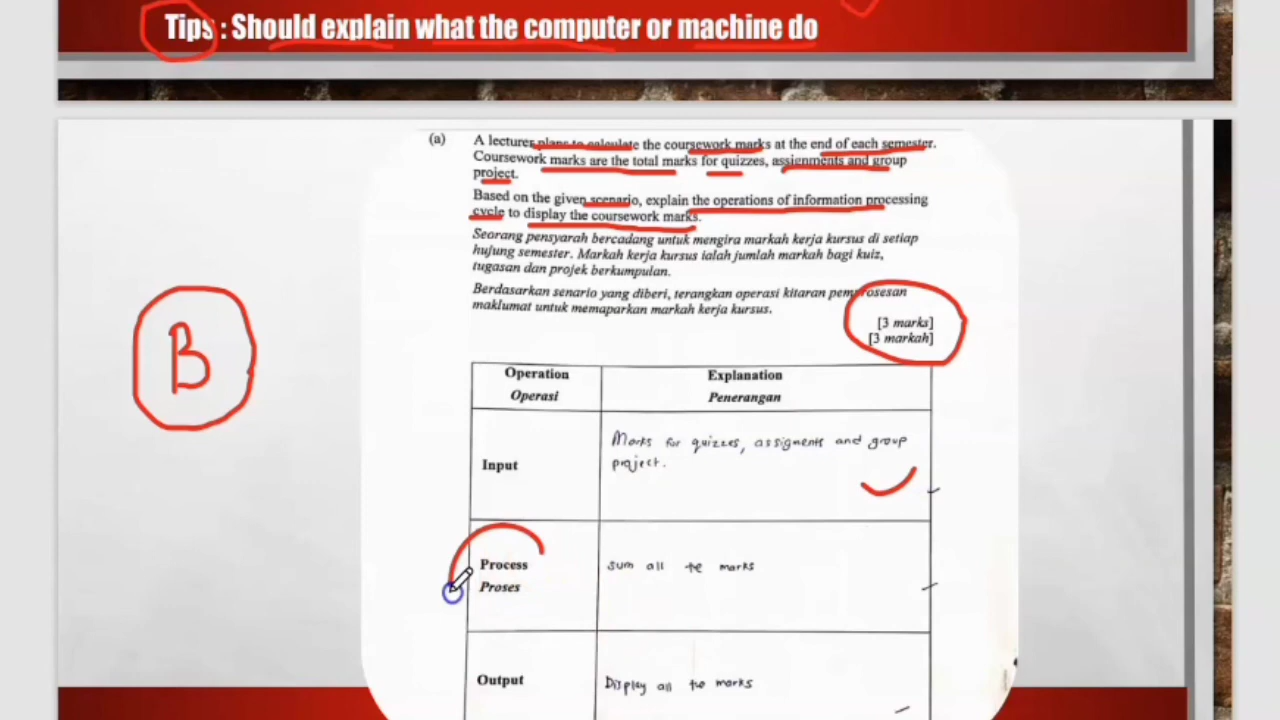 Tips : Should explain what the computer or machine do
(a) A lecturer plans to calculate the coursework marks at the end of each semester.
Coursework marks are the total marks for quizzes, assignments and group
project.
Based on the given scenario, explain the operations of information processing
cycle to display the coursework marks.
Seorang pensyarah bercadang untuk mengira markah kerja kursus di setiap
hujung semester. Markah kerja kursus ialah jumlah markah bagi kuiz,
tugasan dan projek berkumpulan.
Berdasarkan senario yang diberi, terangkan operasi kitaran pemprosesan
maklumat untuk memaparkan markah kerja kursus.
[3 marks]
[3 markah]
B
Operation Explanation
Operasi Penerangan
Marks for quizzes, assigments and group
project.
Input
Process sum all the marks
Proses
Output Display all the marks